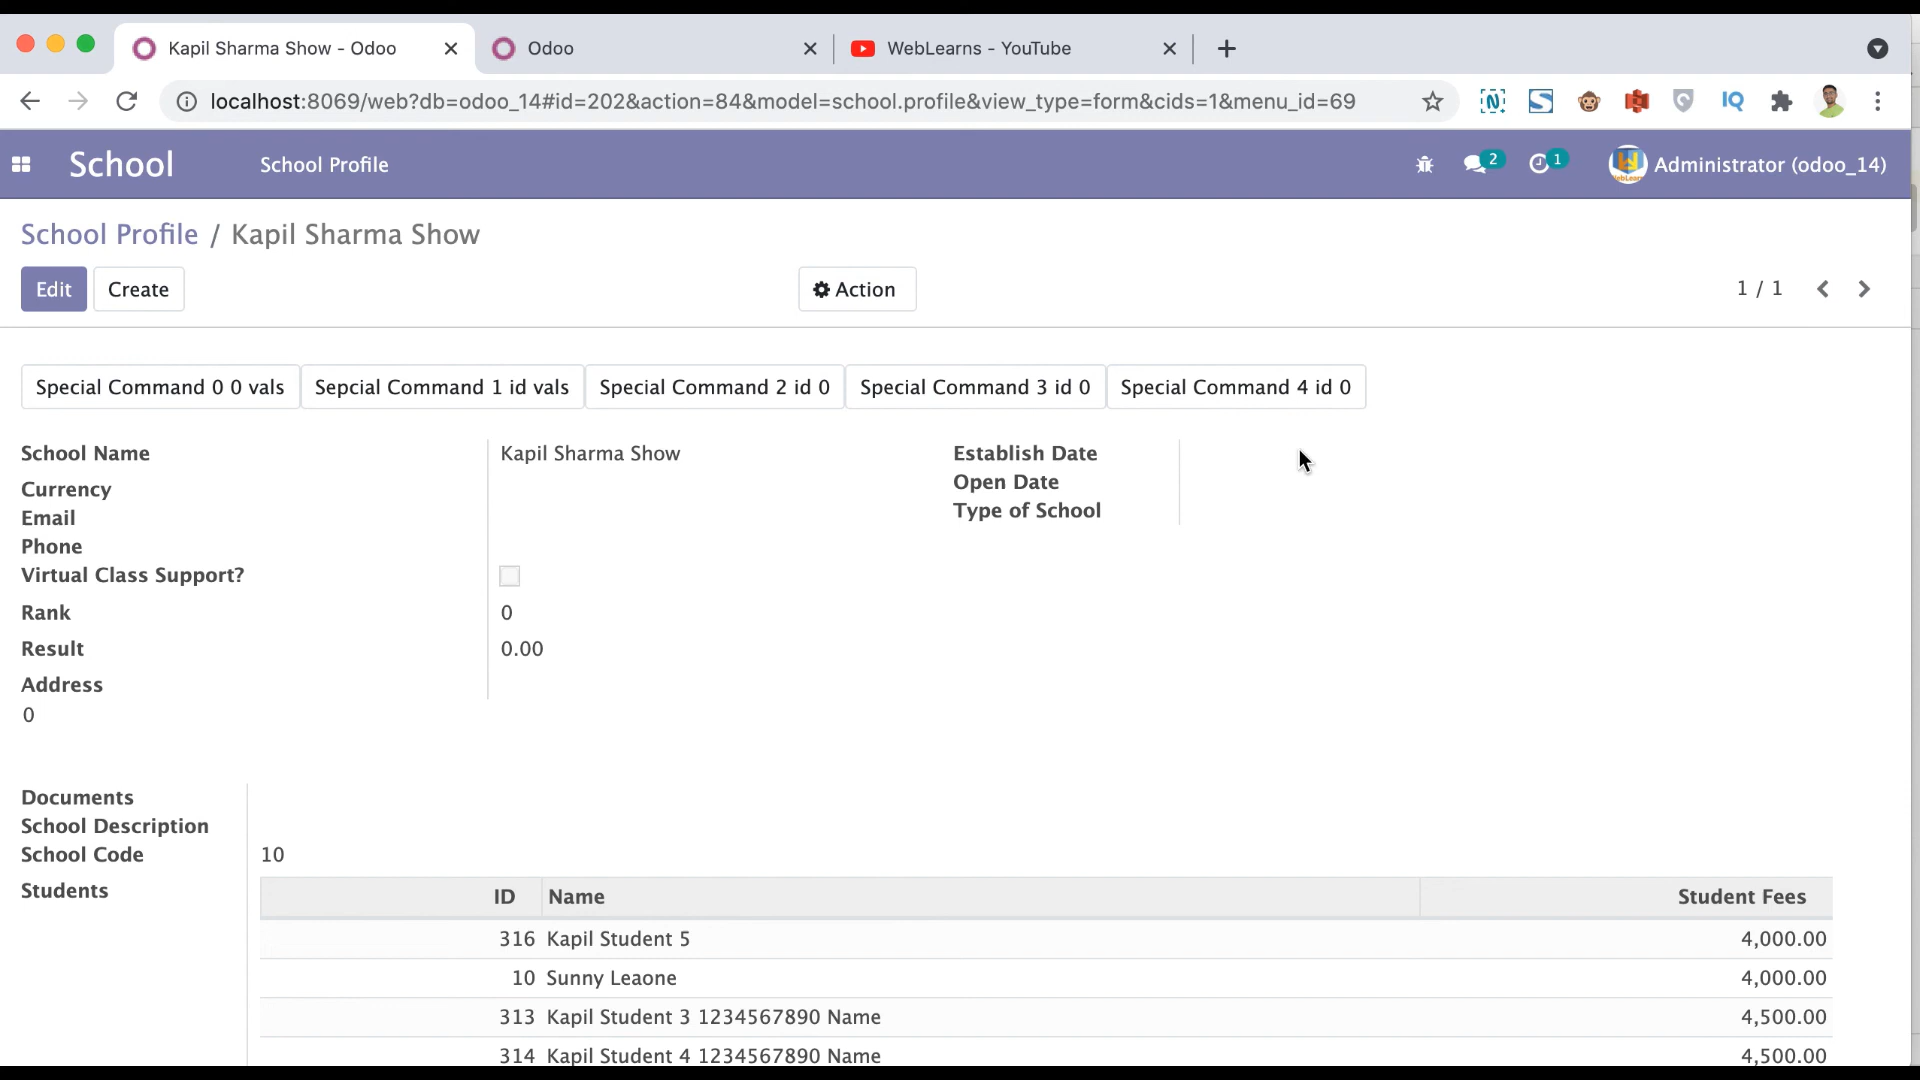 Kapil Sharma Show - Odoo
Odoo
WebLearns - YouTube
localhost:8069/web?db=odoo_14#id=202&action=84&model=school.profile&view_type=form&cids=1&menu_id=69
IQ
School
School Profile
2
1
Administrator (odoo_14)
School Profile / Kapil Sharma Show
Edit
Create
Action
1 / 1
Special Command 0 0 vals
Sepcial Command 1 id vals
Special Command 2 id 0
Special Command 3 id 0
Special Command 4 id 0
School Name Kapil Sharma Show
Currency
Email
Phone
Virtual Class Support?
Rank 0
Result 0.00
Address
0
Establish Date
Open Date
Type of School
Documents
School Description
School Code 10
Students
ID Name Student Fees
316 Kapil Student 5 4,000.00
10 Sunny Leaone 4,000.00
313 Kapil Student 3 1234567890 Name 4,500.00
314 Kapil Student 4 1234567890 Name 4,500.00